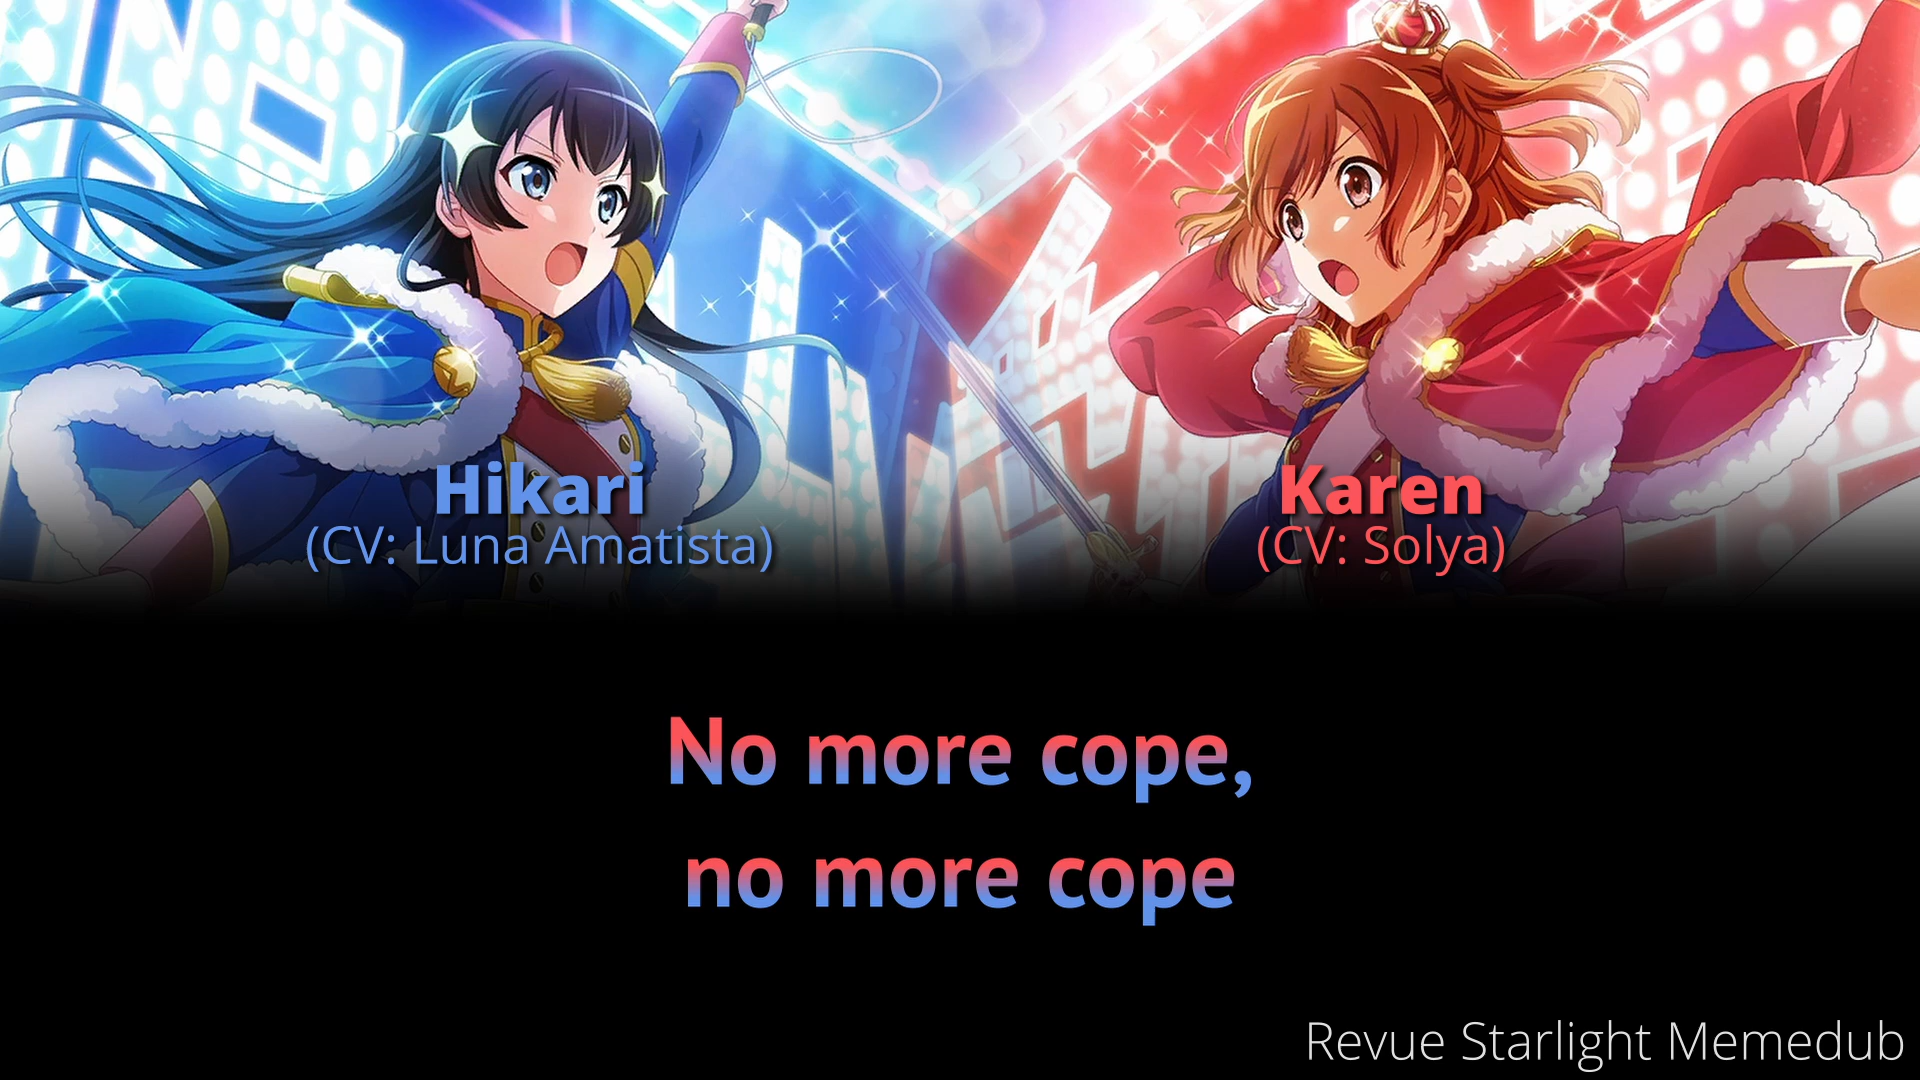 Hikari
(CV: Luna Amatista)
Karen
(CV: Solya)
No more cope,
no more cope
Revue Starlight Memedub